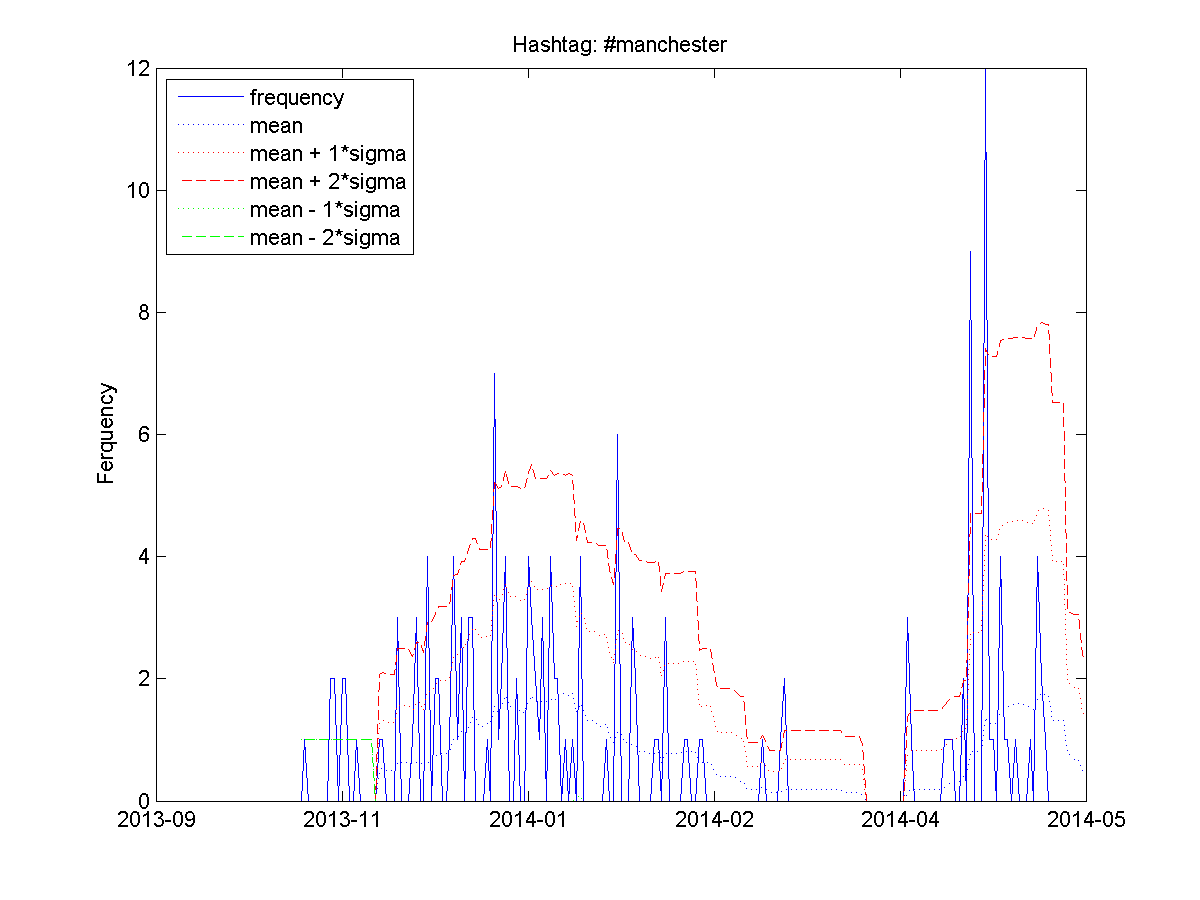 Hashtag: #manchester
12
10
8
6
4
2
0
Ferquency
frequency
mean
mean + 1*sigma
mean + 2*sigma
mean - 1*sigma
mean - 2*sigma
2013-09
2013-11
2014-01
2014-02
2014-04
2014-05